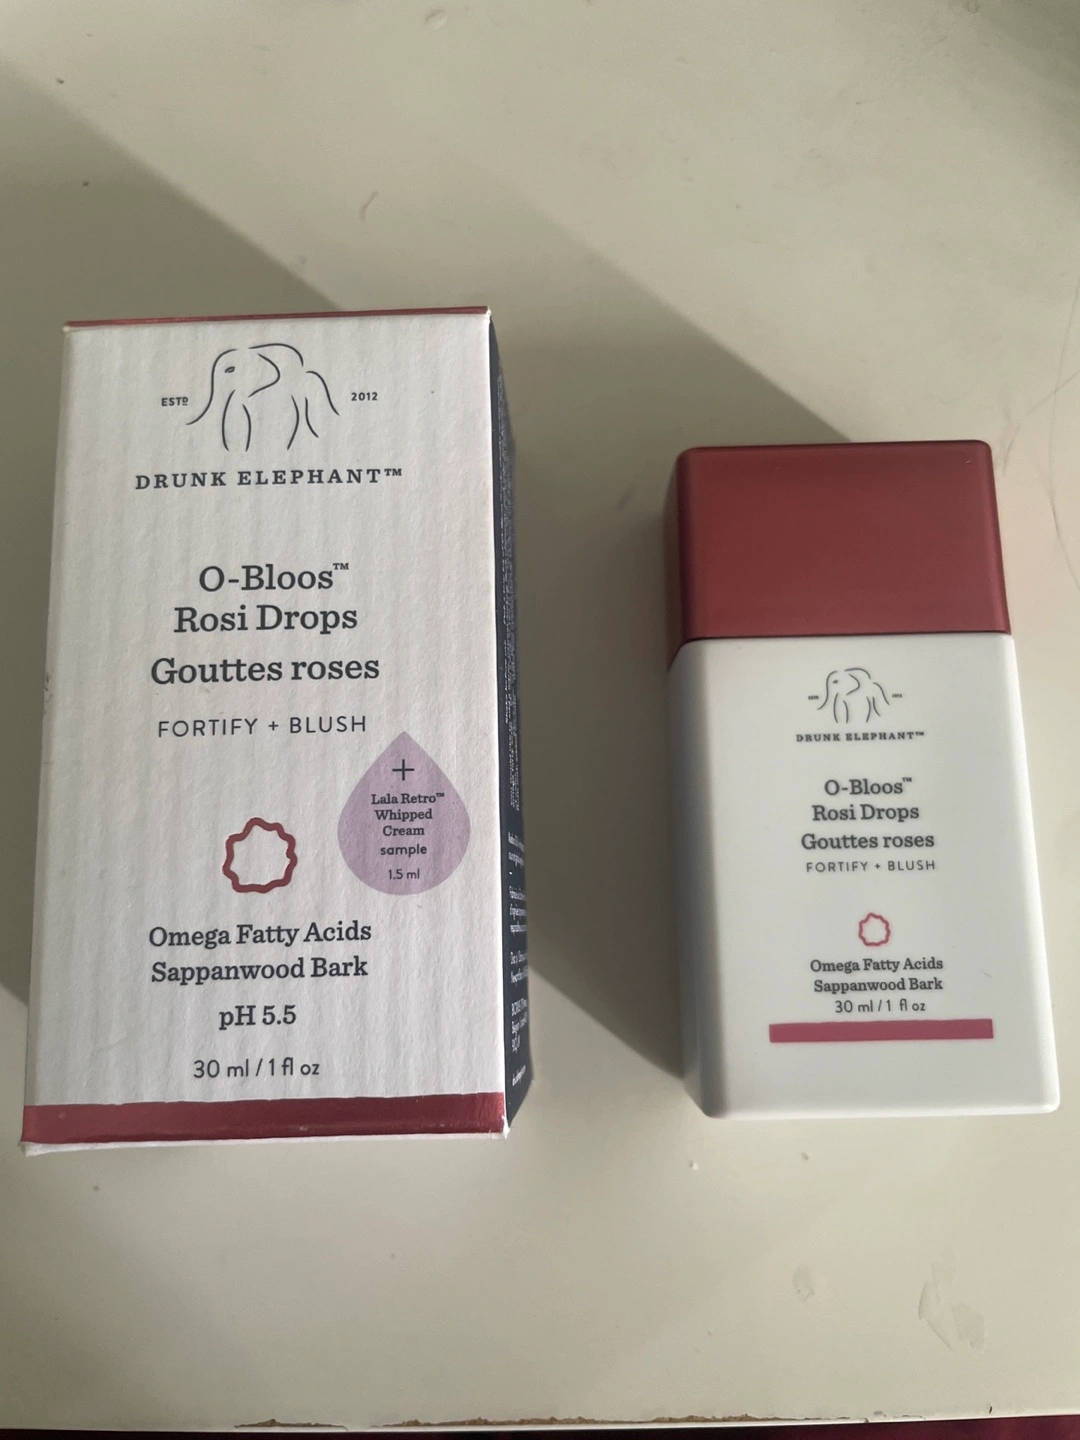 ESTD 2012
DRUNK ELEPHANT™
O-Bloos™
Rosi Drops
Gouttes roses
FORTIFY + BLUSH
+
Lala Retro™
Whipped
Cream
sample
1.5 ml
Omega Fatty Acids
Sappanwood Bark
pH 5.5
30 ml / 1 fl oz
DRUNK ELEPHANT™
O-Bloos™
Rosi Drops
Gouttes roses
FORTIFY + BLUSH
Omega Fatty Acids
Sappanwood Bark
30 ml / 1 fl oz